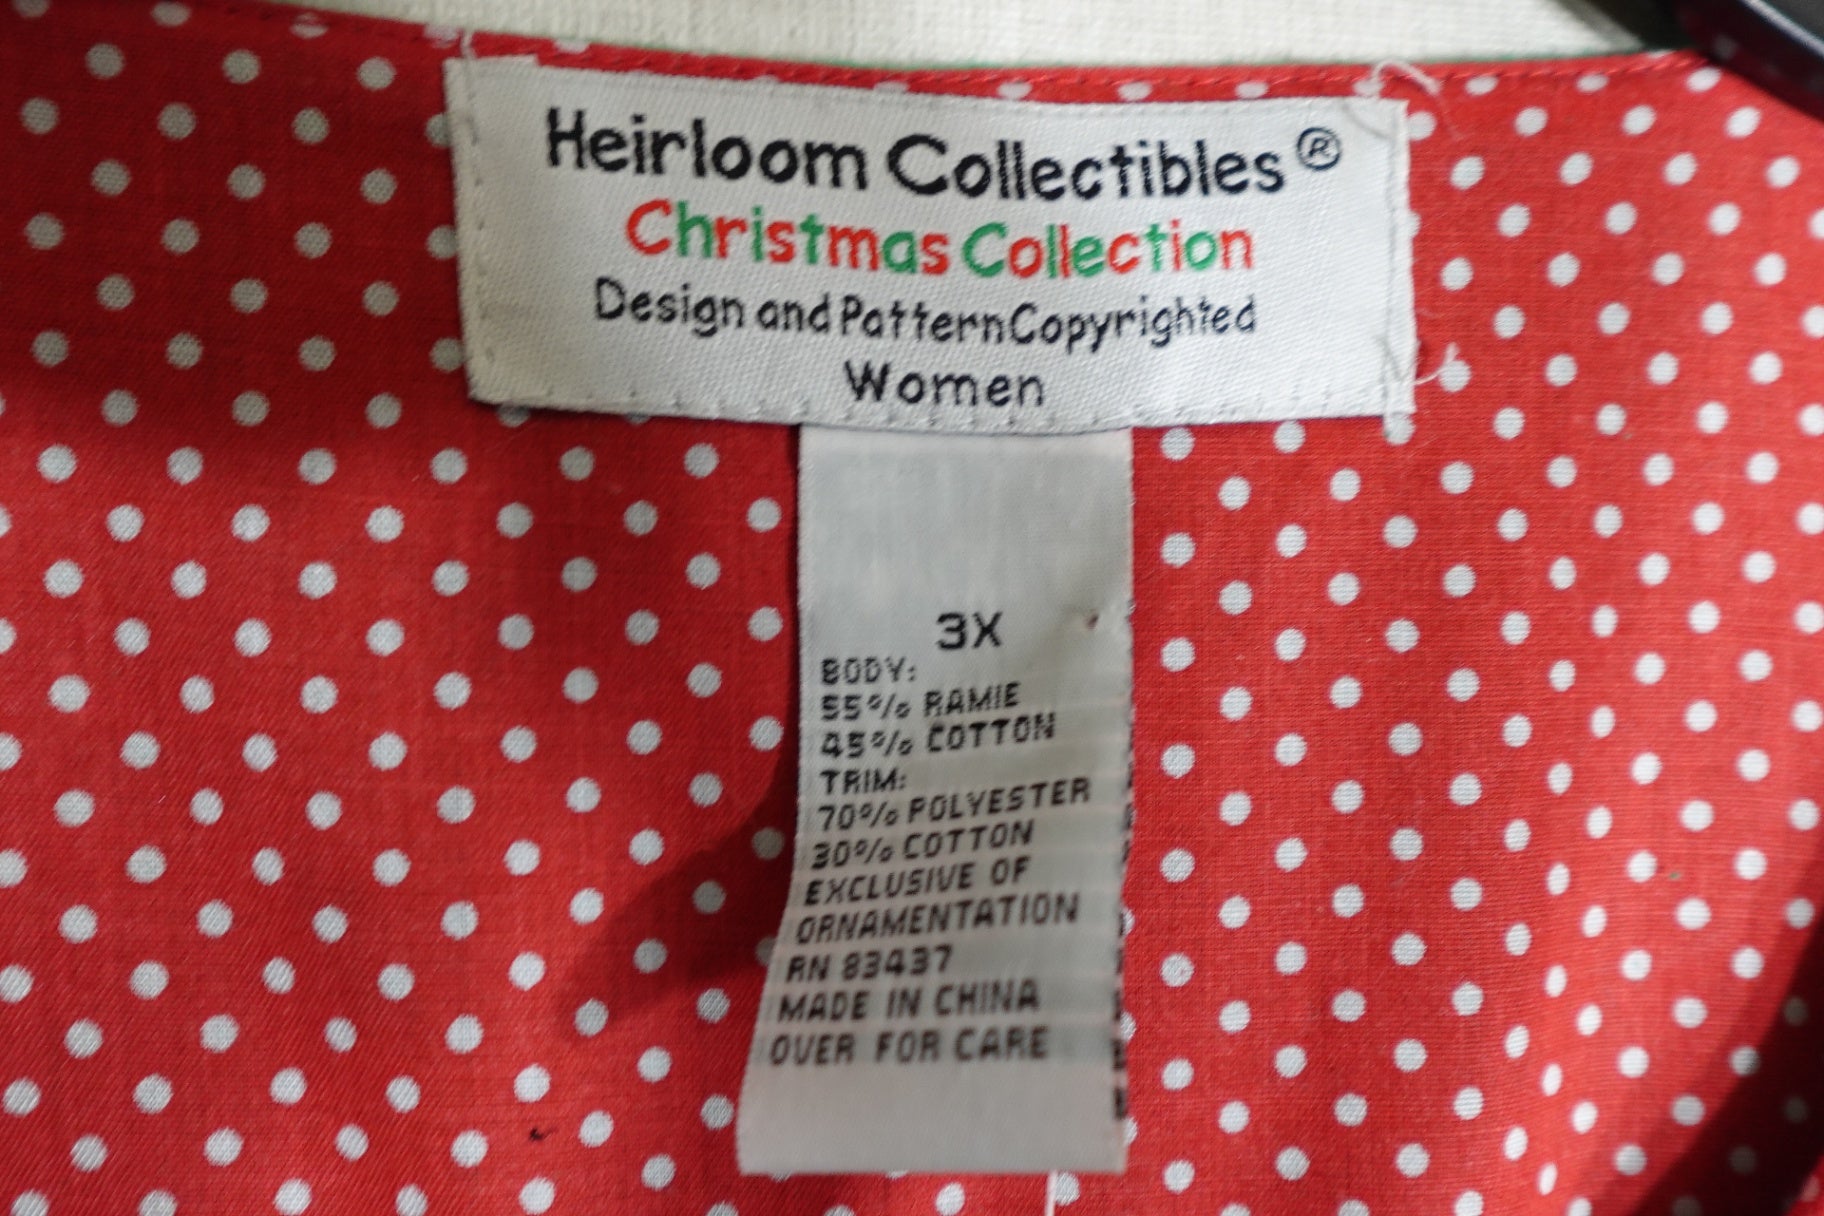 Heirloom Collectibles®
Christmas Collection
Design and Pattern Copyrighted
Women
3X
BODY:
55% RAMIE
45% COTTON
TRIM:
70% POLYESTER
30% COTTON
EXCLUSIVE OF
ORNAMENTATION
RN 83437
MADE IN CHINA
OVER FOR CARE